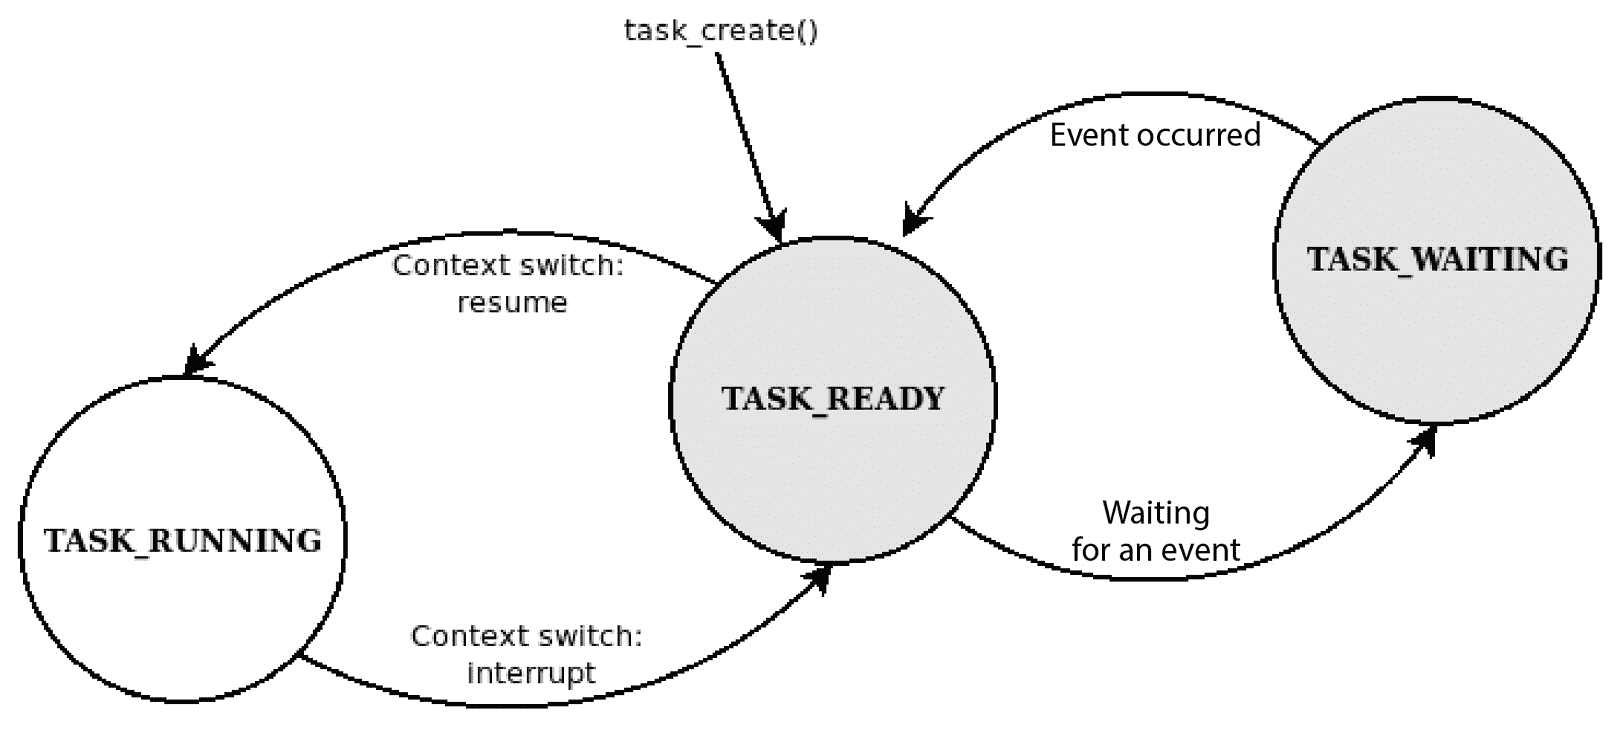 task_create()
Event occurred
Context switch:
resume
TASK_WAITING
TASK_READY
TASK_RUNNING
Waiting
for an event
Context switch:
interrupt